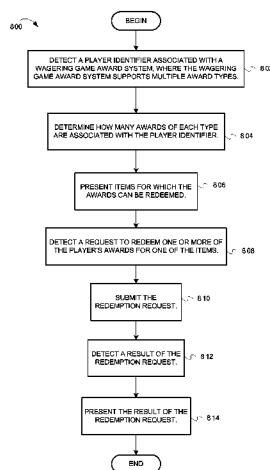 800
BEGIN
DETECT A PLAYER IDENTIFIER ASSOCIATED WITH A
WAGERING GAME AWARD SYSTEM, WHERE THE WAGERING
GAME AWARD SYSTEM SUPPORTS MULTIPLE AWARD TYPES.
802
DETERMINE HOW MANY AWARDS OF EACH TYPE
ARE ASSOCIATED WITH THE PLAYER IDENTIFIER.
804
PRESENT ITEMS FOR WHICH THE
AWARDS CAN BE REDEEMED.
806
DETECT A REQUEST TO REDEEM ONE OR MORE OF
THE PLAYER'S AWARDS FOR ONE OF THE ITEMS.
808
SUBMIT THE
REDEMPTION REQUEST.
810
DETECT A RESULT OF THE
REDEMPTION REQUEST.
812
PRESENT THE RESULT OF THE
REDEMPTION REQUEST.
814
END